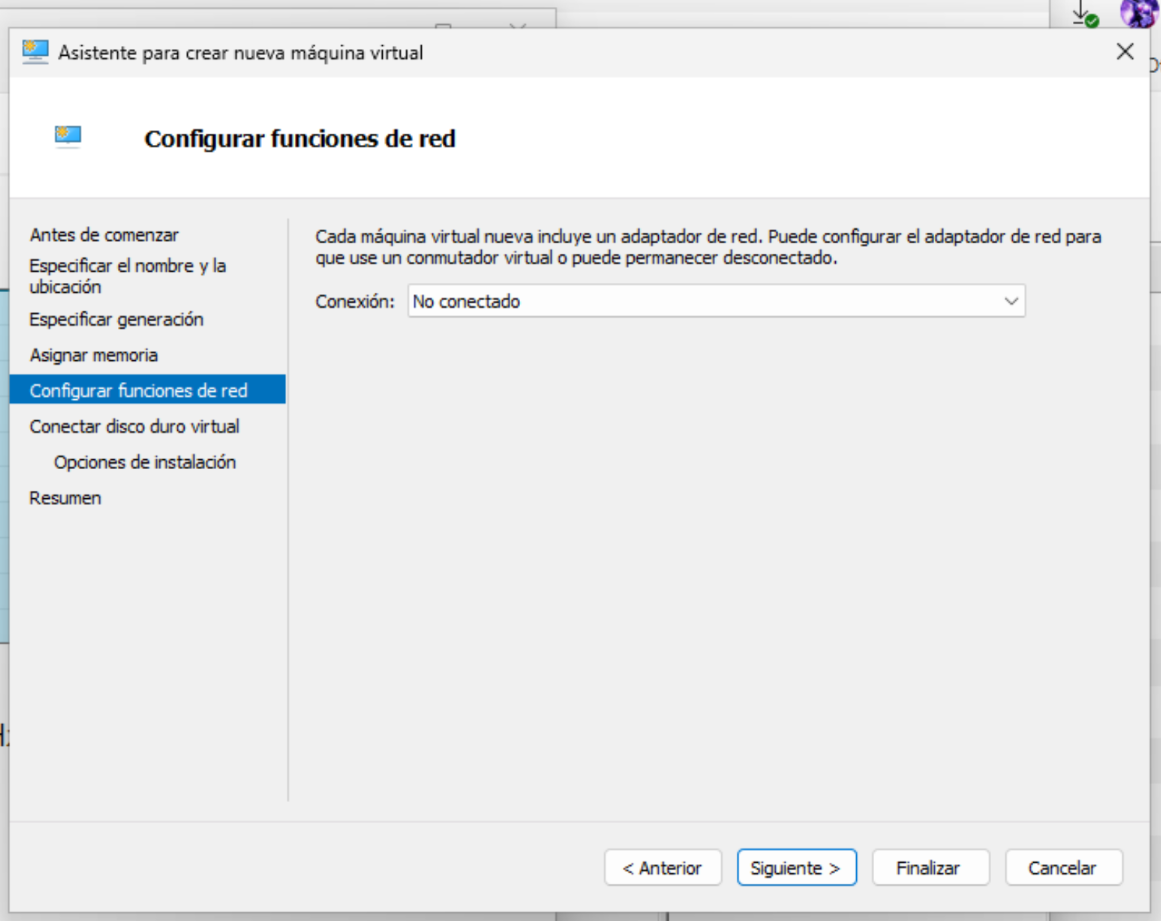 Asistente para crear nueva máquina virtual
Configurar funciones de red
Antes de comenzar
Especificar el nombre y la
ubicación
Especificar generación
Asignar memoria
Configurar funciones de red
Conectar disco duro virtual
Opciones de instalación
Resumen
Cada máquina virtual nueva incluye un adaptador de red. Puede configurar el adaptador de red para
que use un conmutador virtual o puede permanecer desconectado.
Conexión: No conectado
< Anterior
Siguiente >
Finalizar
Cancelar